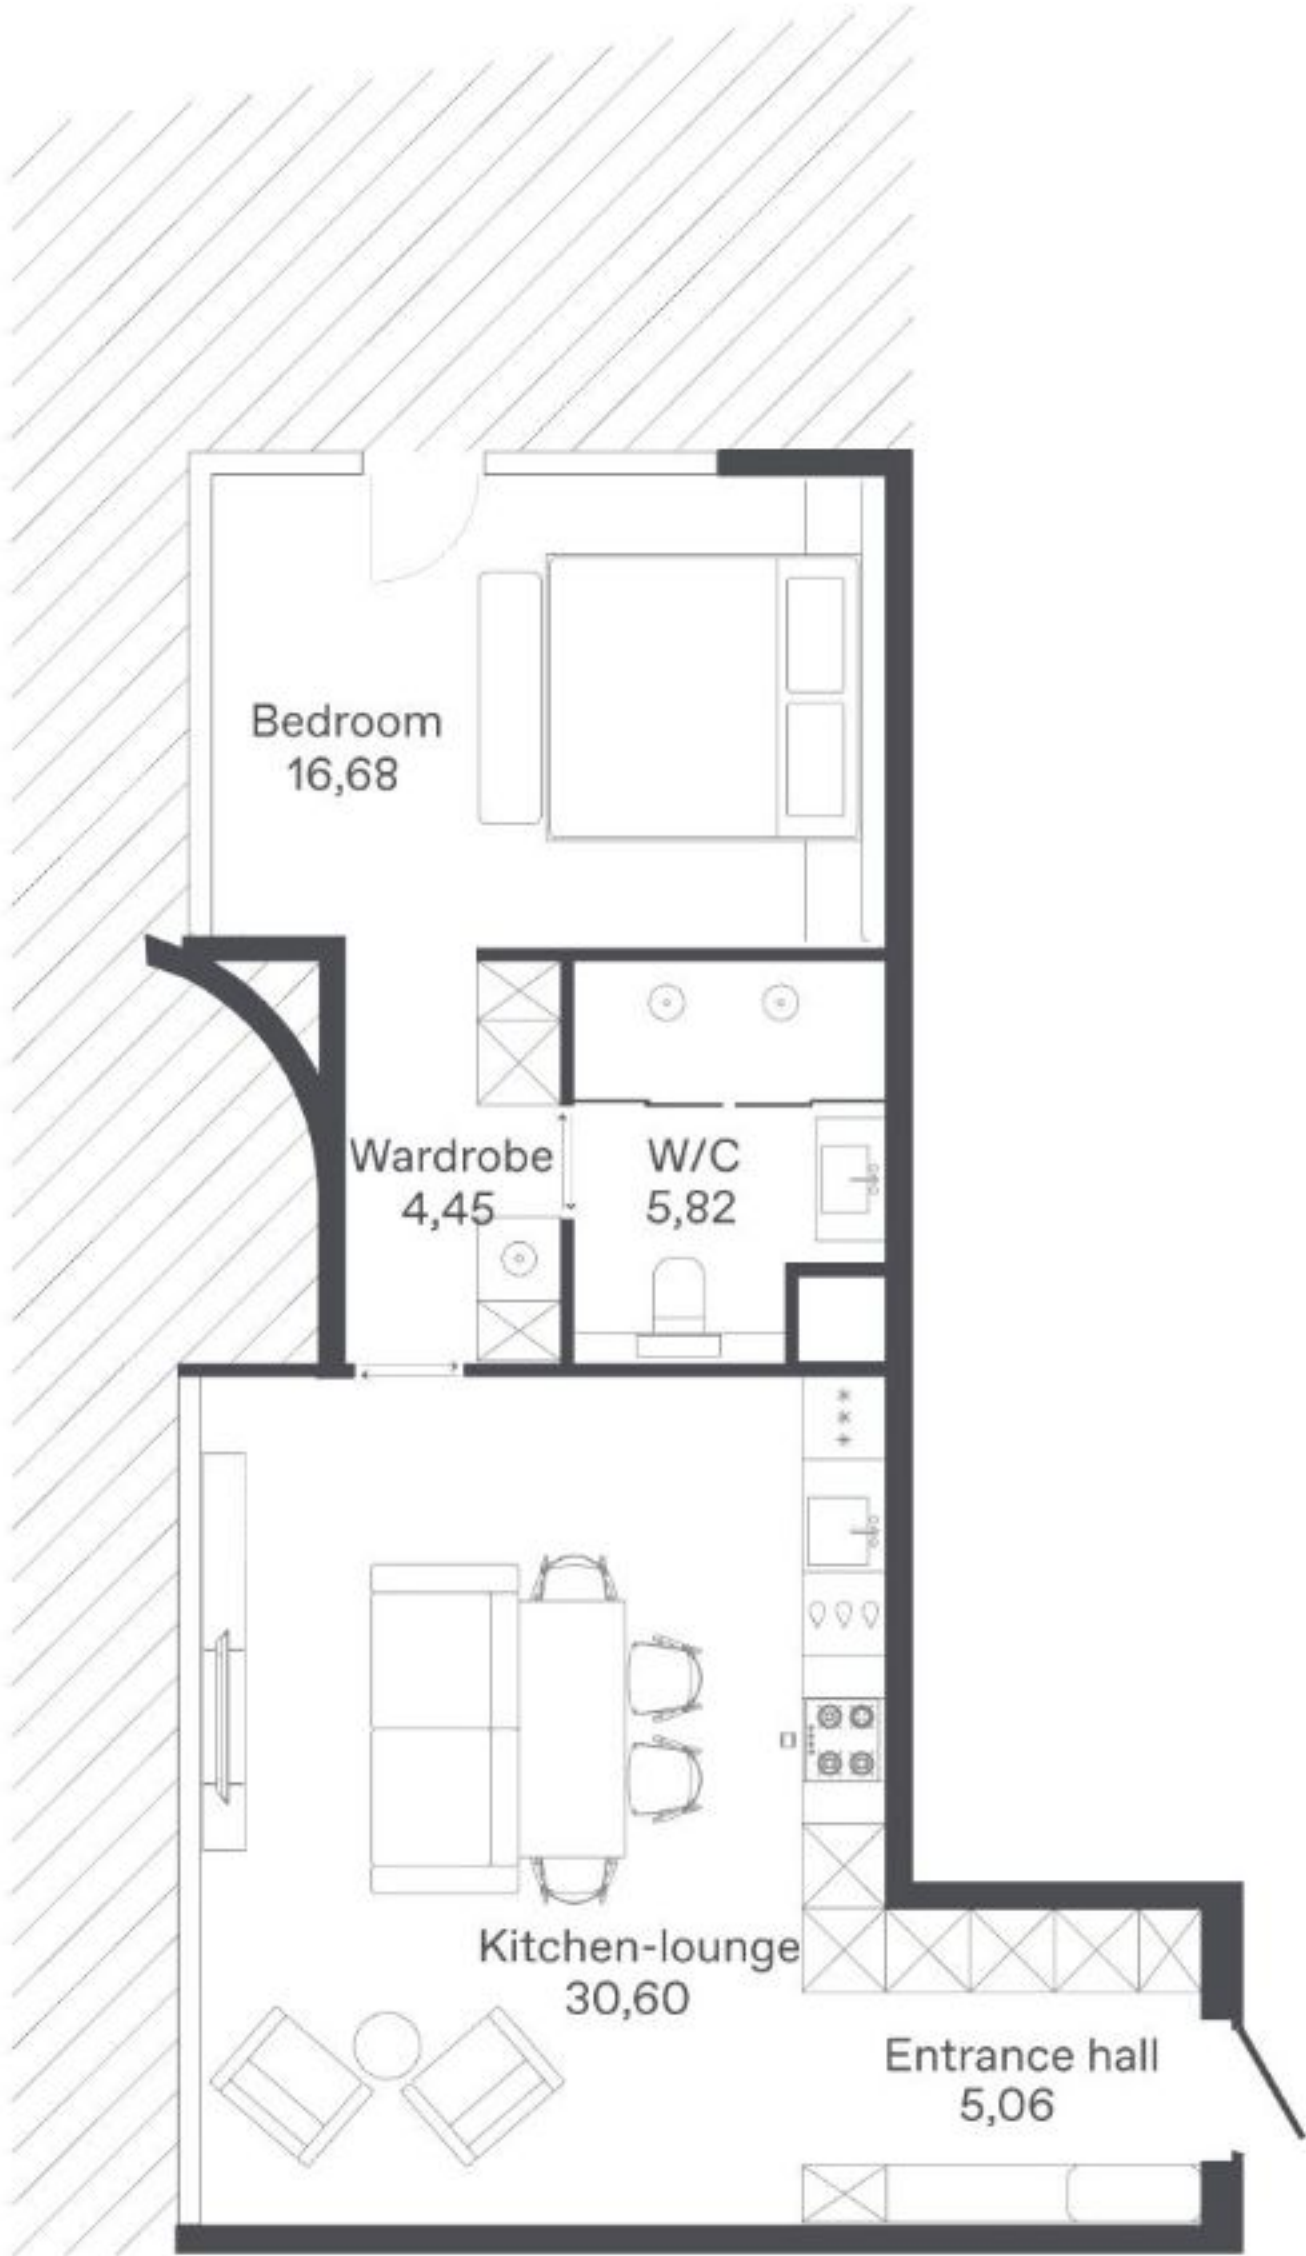 Bedroom
16,68
Wardrobe
4,45
W/C
5,82
Kitchen-lounge
30,60
Entrance hall
5,06